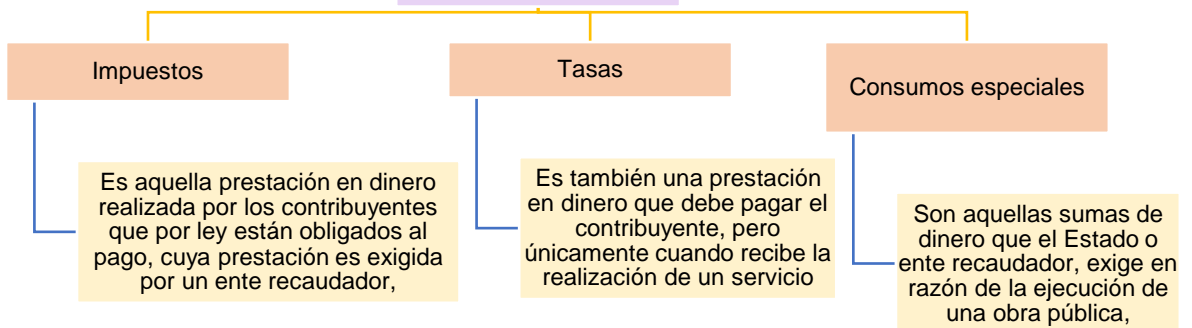 Impuestos
Es aquella prestación en dinero
realizada por los contribuyentes
que por ley están obligados al
pago, cuya prestación es exigida
por un ente recaudador,
Tasas
Es también una prestación
en dinero que debe pagar el
contribuyente, pero
únicamente cuando recibe la
realización de un servicio
Consumos especiales
Son aquellas sumas de
dinero que el Estado o
ente recaudador, exige en
razón de la ejecución de
una obra pública,